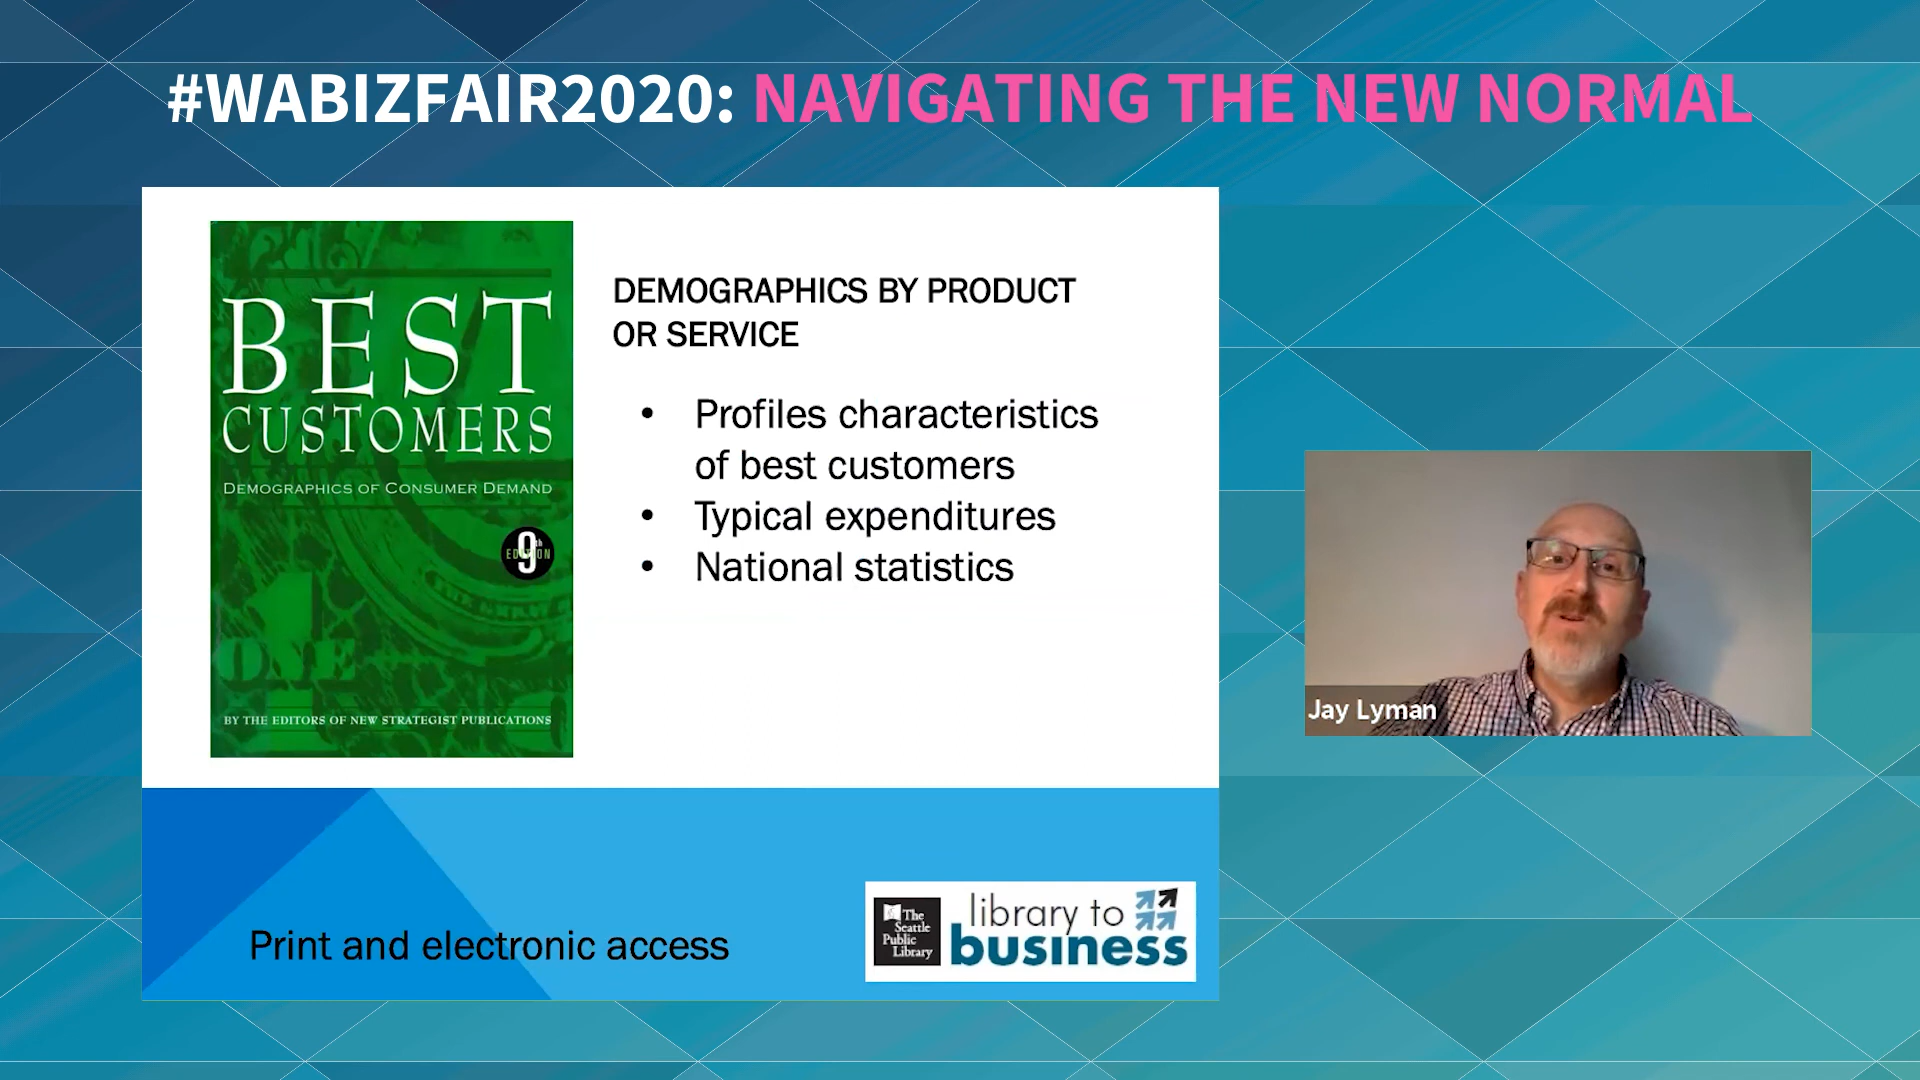 #WABIZFAIR2020: NAVIGATING THE NEW NORMAL
BEST
CUSTOMERS
DEMOGRAPHICS OF CONSUMER DEMAND
9th
EDITION
ONE
BY THE EDITORS OF NEW STRATEGIST PUBLICATIONS
DEMOGRAPHICS BY PRODUCT
OR SERVICE
• Profiles characteristics
of best customers
• Typical expenditures
• National statistics
Jay Lyman
Print and electronic access
The
Seattle
Public
Library
library to
business